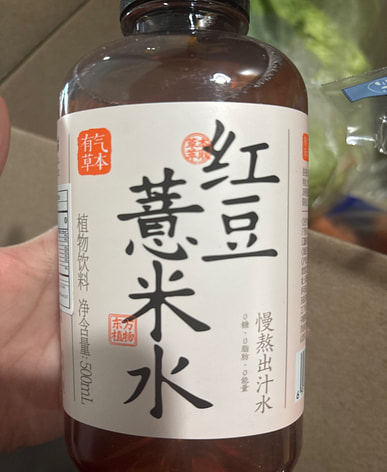 有气
草本
红豆
薏米水
植物饮料 净含量:500mL
东方
植物
慢熬出汁水
0糖·0脂肪·0能量